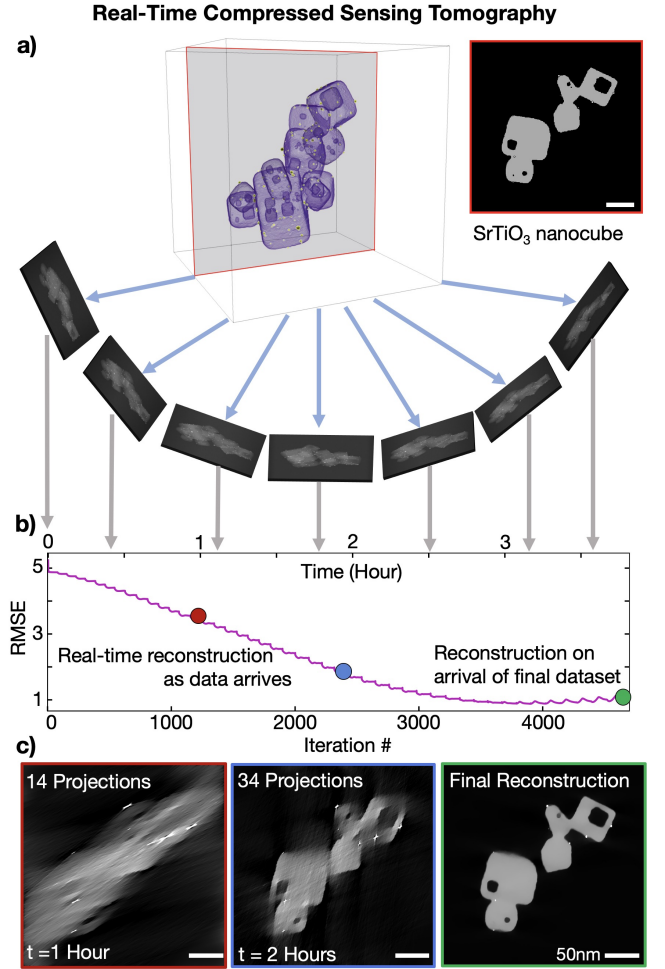 Real-Time Compressed Sensing Tomography
a)
SrTiO₃ nanocube
b)
0 1 2 3
Time (Hour)
5
3
1
RMSE
Real-time reconstruction
as data arrives
Reconstruction on
arrival of final dataset
0 1000 2000 3000 4000
Iteration #
c)
14 Projections
t =1 Hour
34 Projections
t = 2 Hours
Final Reconstruction
50nm